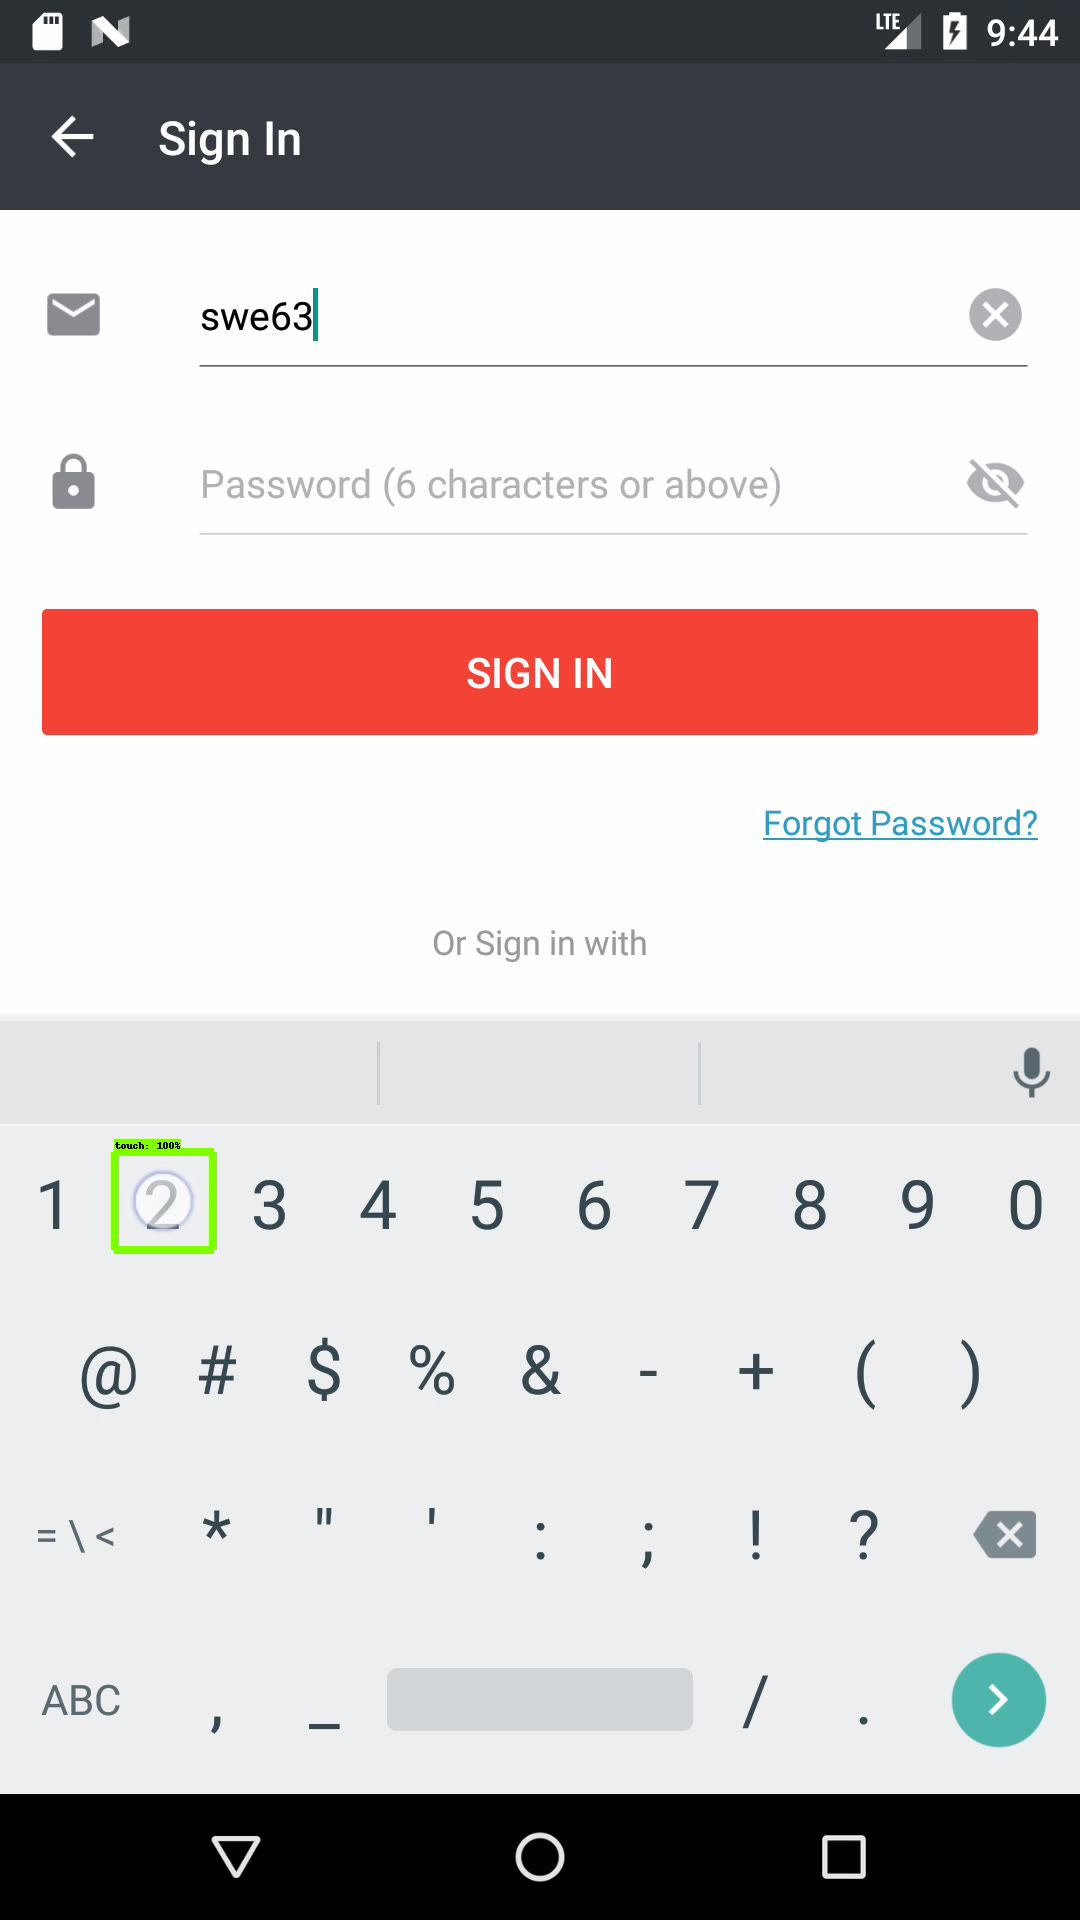 LTE 9:44
Sign In
swe63
Password (6 characters or above)
SIGN IN
Forgot Password?
Or Sign in with
touch: 100%
1 2 3 4 5 6 7 8 9 0
@ # $ % & - + ( )
= \ < * " ' : ; ! ?
ABC , _ / .